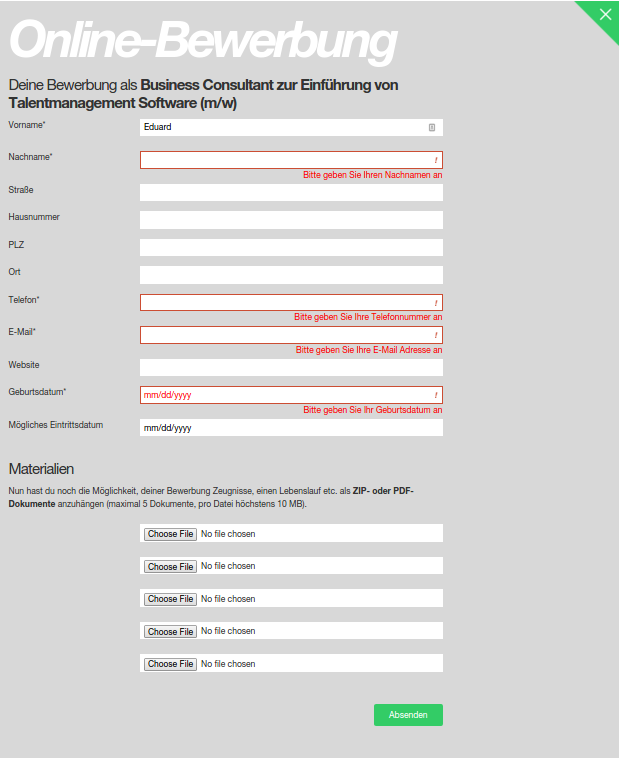 Online-Bewerbung
Deine Bewerbung als Business Consultant zur Einführung von
Talentmanagement Software (m/w)
Vorname*
Eduard
Nachname*
!
Bitte geben Sie Ihren Nachnamen an
Straße
Hausnummer
PLZ
Ort
Telefon*
!
Bitte geben Sie Ihre Telefonnummer an
E-Mail*
!
Bitte geben Sie Ihre E-Mail Adresse an
Website
Geburtsdatum*
mm/dd/yyyy !
Bitte geben Sie Ihr Geburtsdatum an
Mögliches Eintrittsdatum
mm/dd/yyyy
Materialien
Nun hast du noch die Möglichkeit, deiner Bewerbung Zeugnisse, einen Lebenslauf etc. als ZIP- oder PDF-
Dokumente anzuhängen (maximal 5 Dokumente, pro Datei höchstens 10 MB).
Choose File No file chosen
Choose File No file chosen
Choose File No file chosen
Choose File No file chosen
Choose File No file chosen
Absenden